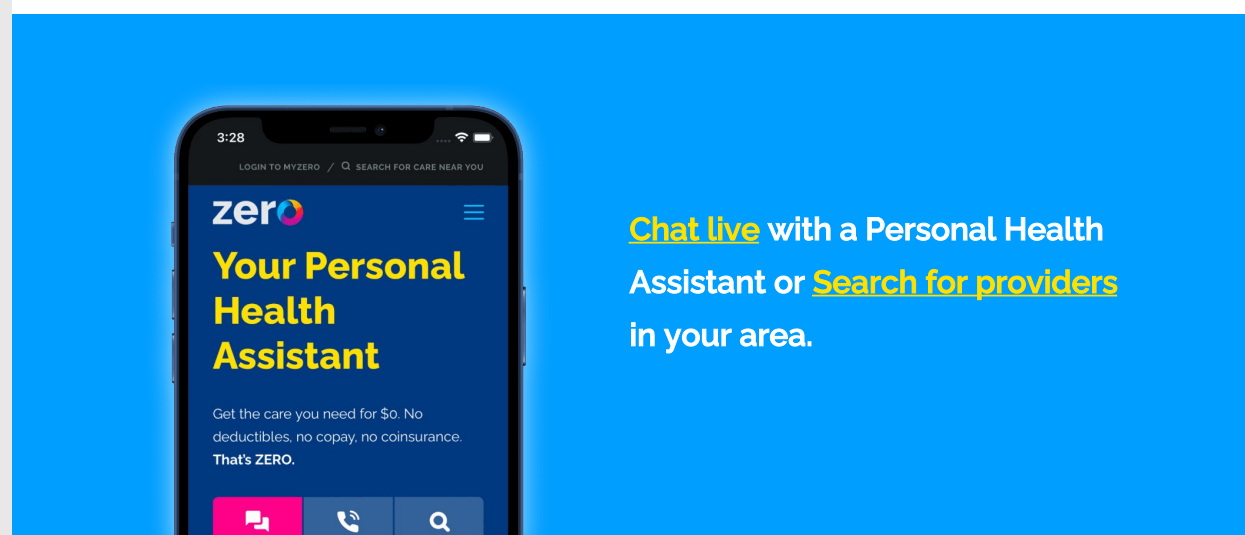 3:28
LOGIN TO MYZERO / SEARCH FOR CARE NEAR YOU
zero
Your Personal
Health
Assistant
Get the care you need for $0. No
deductibles, no copay, no coinsurance.
That's ZERO.
Chat live with a Personal Health
Assistant or Search for providers
in your area.